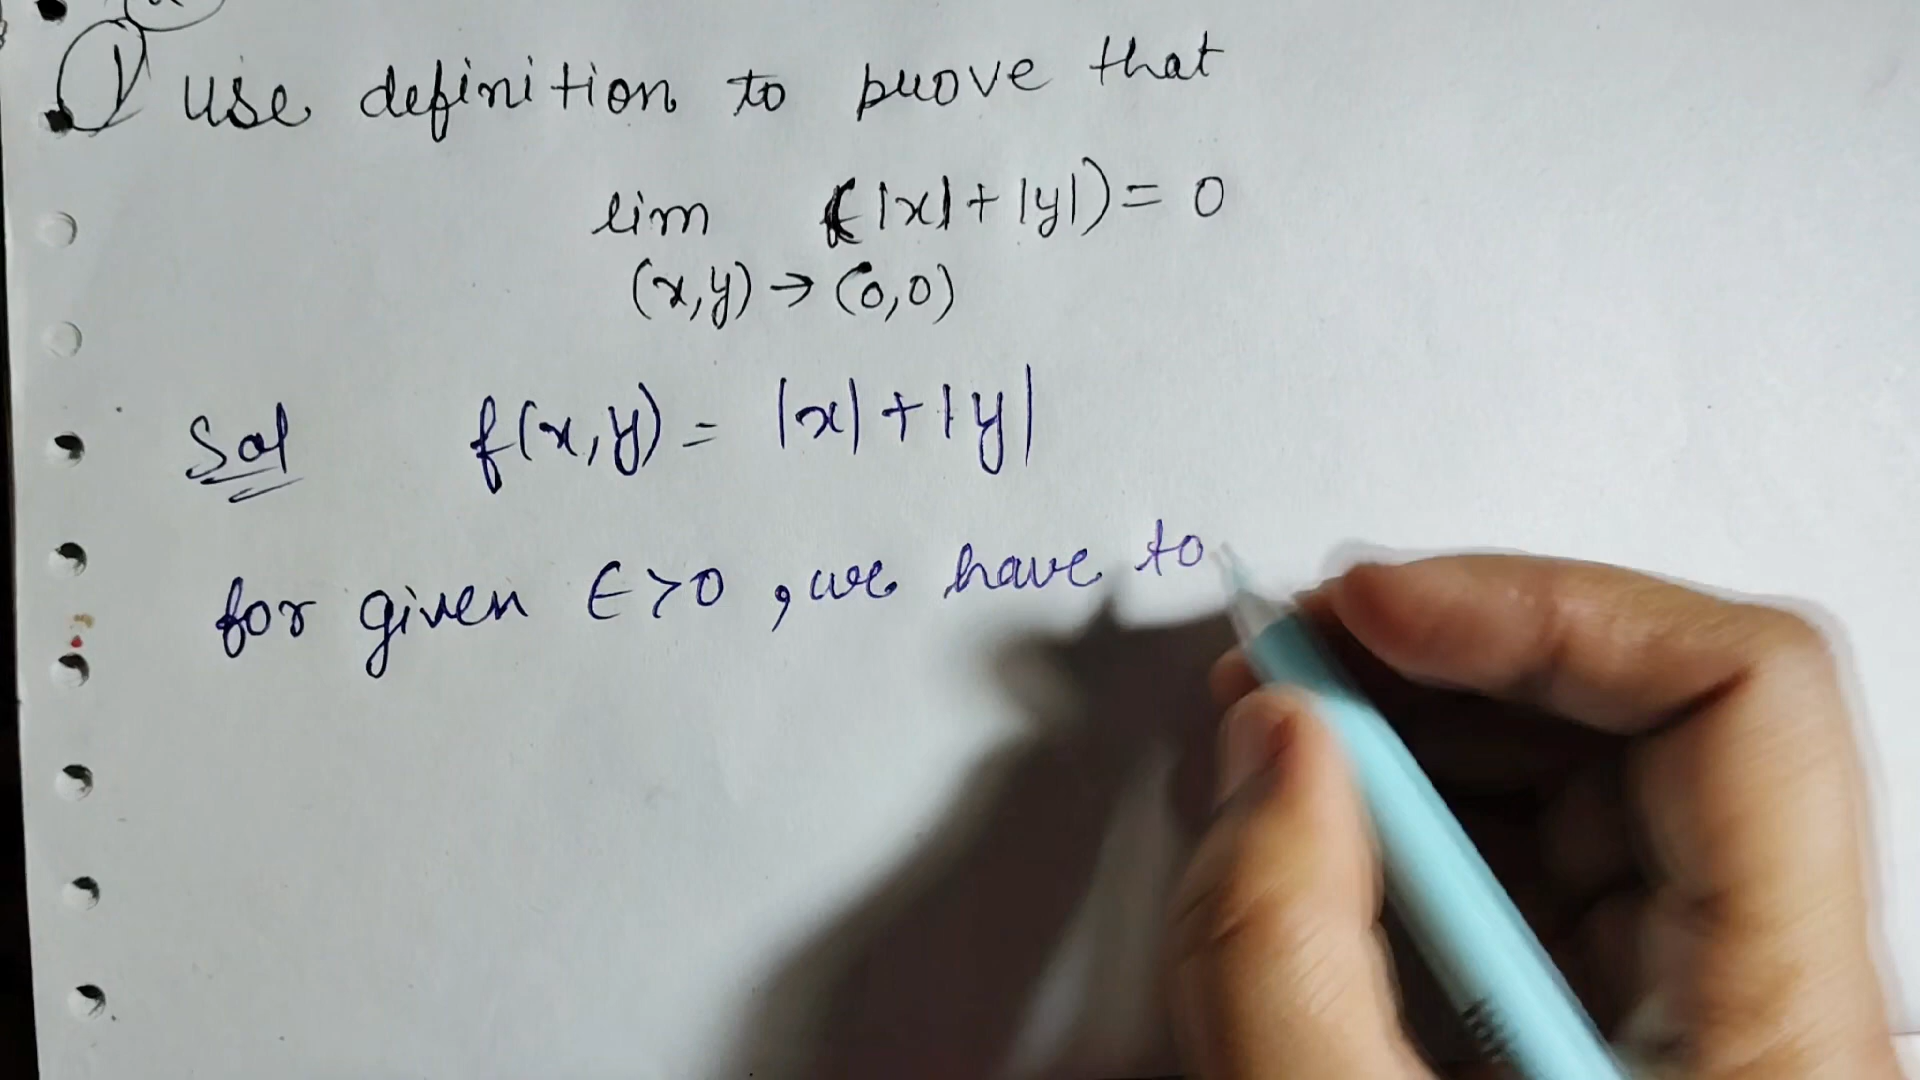 1 Use definition to prove that
lim (|x|+|y|) = 0
(x,y) → (0,0)
Sol f(x,y) = |x| + |y|
for given ϵ>0, we have to